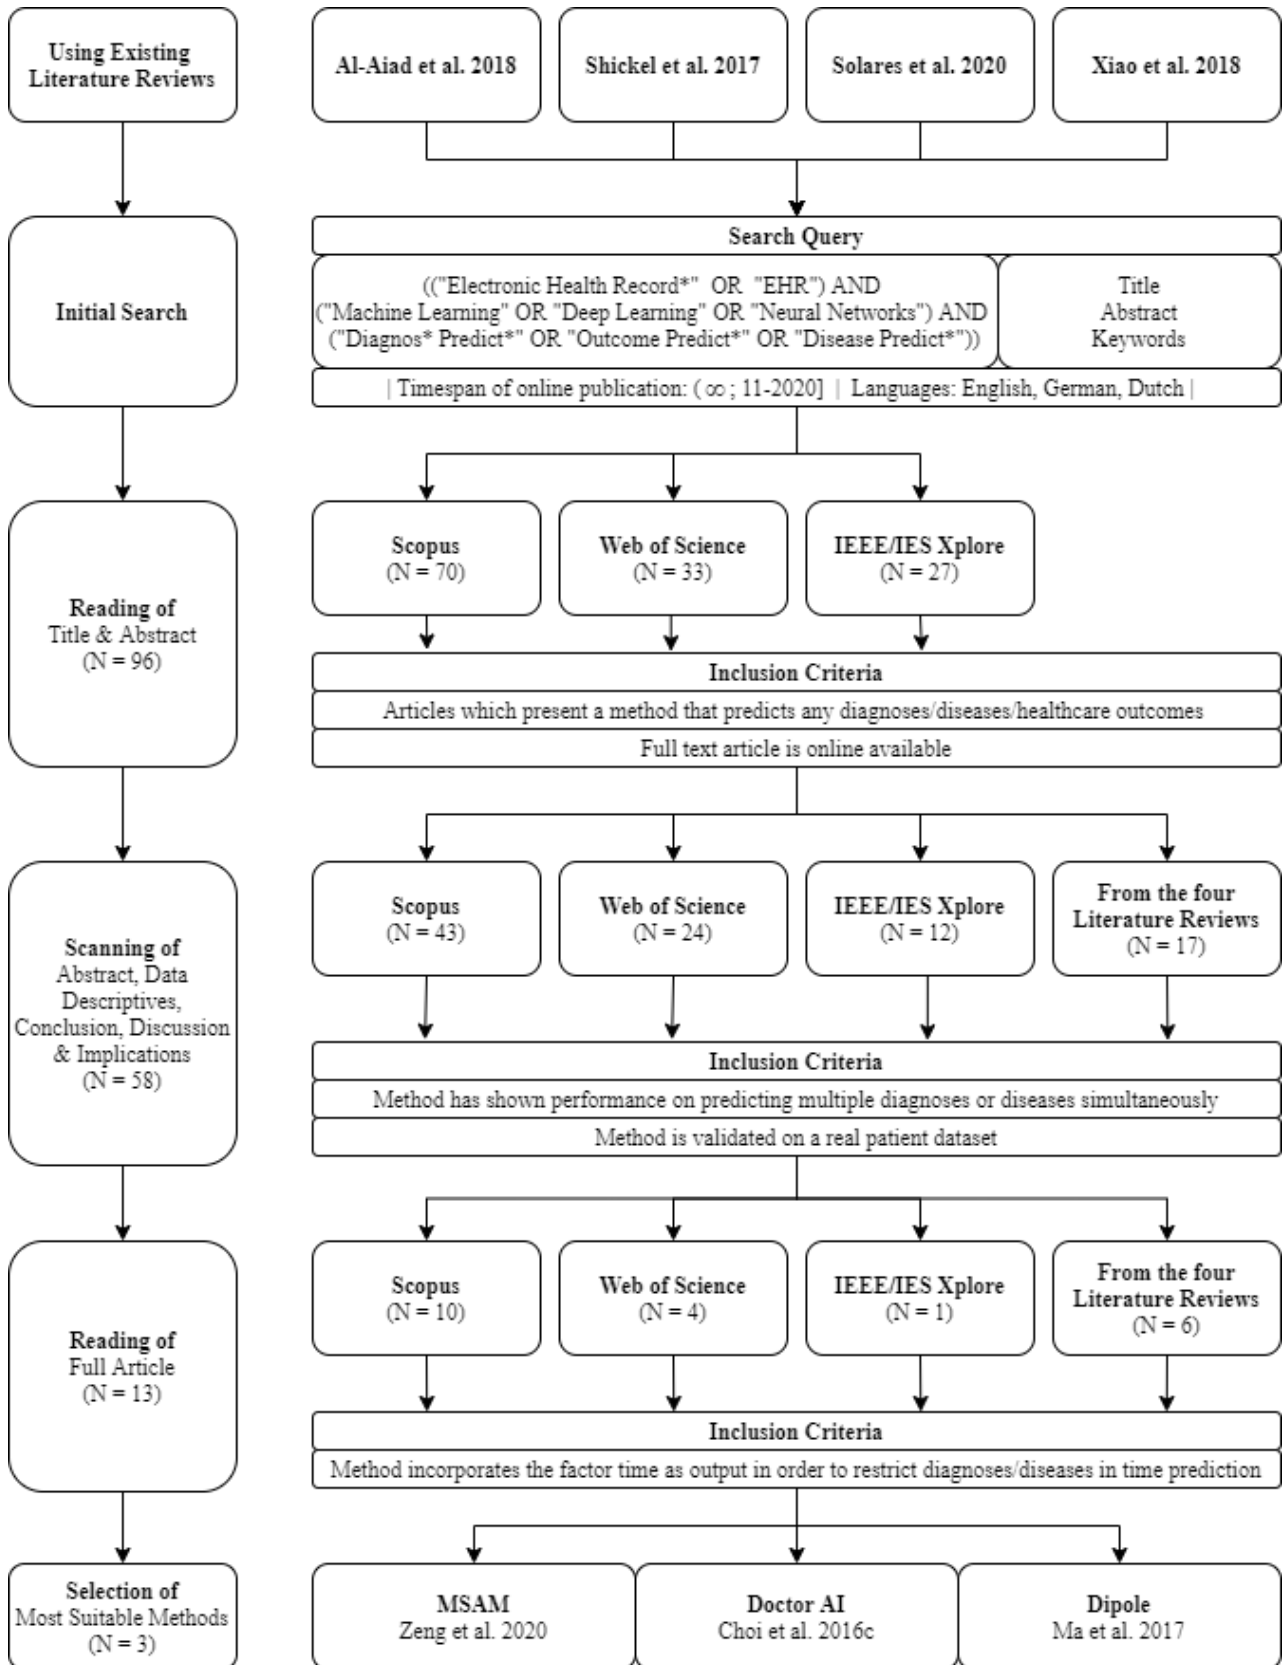 Using Existing
Literature Reviews
Al-Aiad et al. 2018
Shickel et al. 2017
Solares et al. 2020
Xiao et al. 2018
Initial Search
Search Query
(("Electronic Health Record*" OR "EHR") AND
("Machine Learning" OR "Deep Learning" OR "Neural Networks") AND
("Diagnos* Predict*" OR "Outcome Predict*" OR "Disease Predict*"))
Title
Abstract
Keywords
| Timespan of online publication: ( ∞ ; 11-2020] | Languages: English, German, Dutch |
Reading of
Title & Abstract
(N = 96)
Scopus
(N = 70)
Web of Science
(N = 33)
IEEE/IES Xplore
(N = 27)
Inclusion Criteria
Articles which present a method that predicts any diagnoses/diseases/healthcare outcomes
Full text article is online available
Scanning of
Abstract, Data
Descriptives,
Conclusion, Discussion
& Implications
(N = 58)
Scopus
(N = 43)
Web of Science
(N = 24)
IEEE/IES Xplore
(N = 12)
From the four
Literature Reviews
(N = 17)
Inclusion Criteria
Method has shown performance on predicting multiple diagnoses or diseases simultaneously
Method is validated on a real patient dataset
Reading of
Full Article
(N = 13)
Scopus
(N = 10)
Web of Science
(N = 4)
IEEE/IES Xplore
(N = 1)
From the four
Literature Reviews
(N = 6)
Inclusion Criteria
Method incorporates the factor time as output in order to restrict diagnoses/diseases in time prediction
Selection of
Most Suitable Methods
(N = 3)
MSAM
Zeng et al. 2020
Doctor AI
Choi et al. 2016c
Dipole
Ma et al. 2017